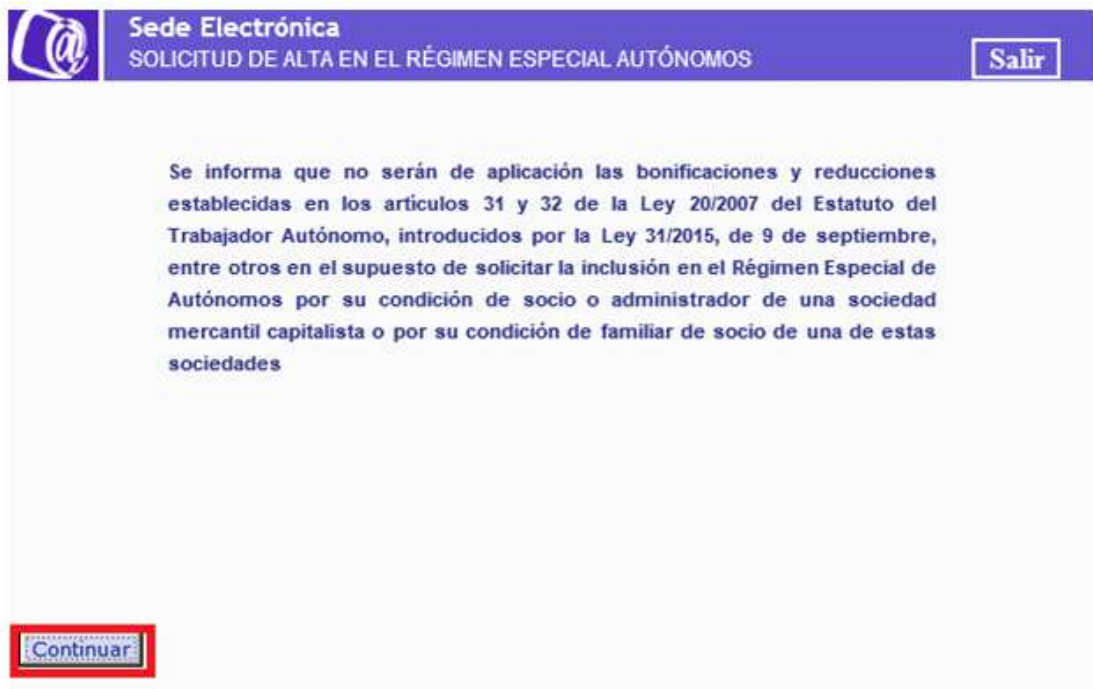 Sede Electrónica
SOLICITUD DE ALTA EN EL RÉGIMEN ESPECIAL AUTÓNOMOS
Salir
Se informa que no serán de aplicación las bonificaciones y reducciones
establecidas en los artículos 31 y 32 de la Ley 20/2007 del Estatuto del
Trabajador Autónomo, introducidos por la Ley 31/2015, de 9 de septiembre,
entre otros en el supuesto de solicitar la inclusión en el Régimen Especial de
Autónomos por su condición de socio o administrador de una sociedad
mercantil capitalista o por su condición de familiar de socio de una de estas
sociedades
Continuar